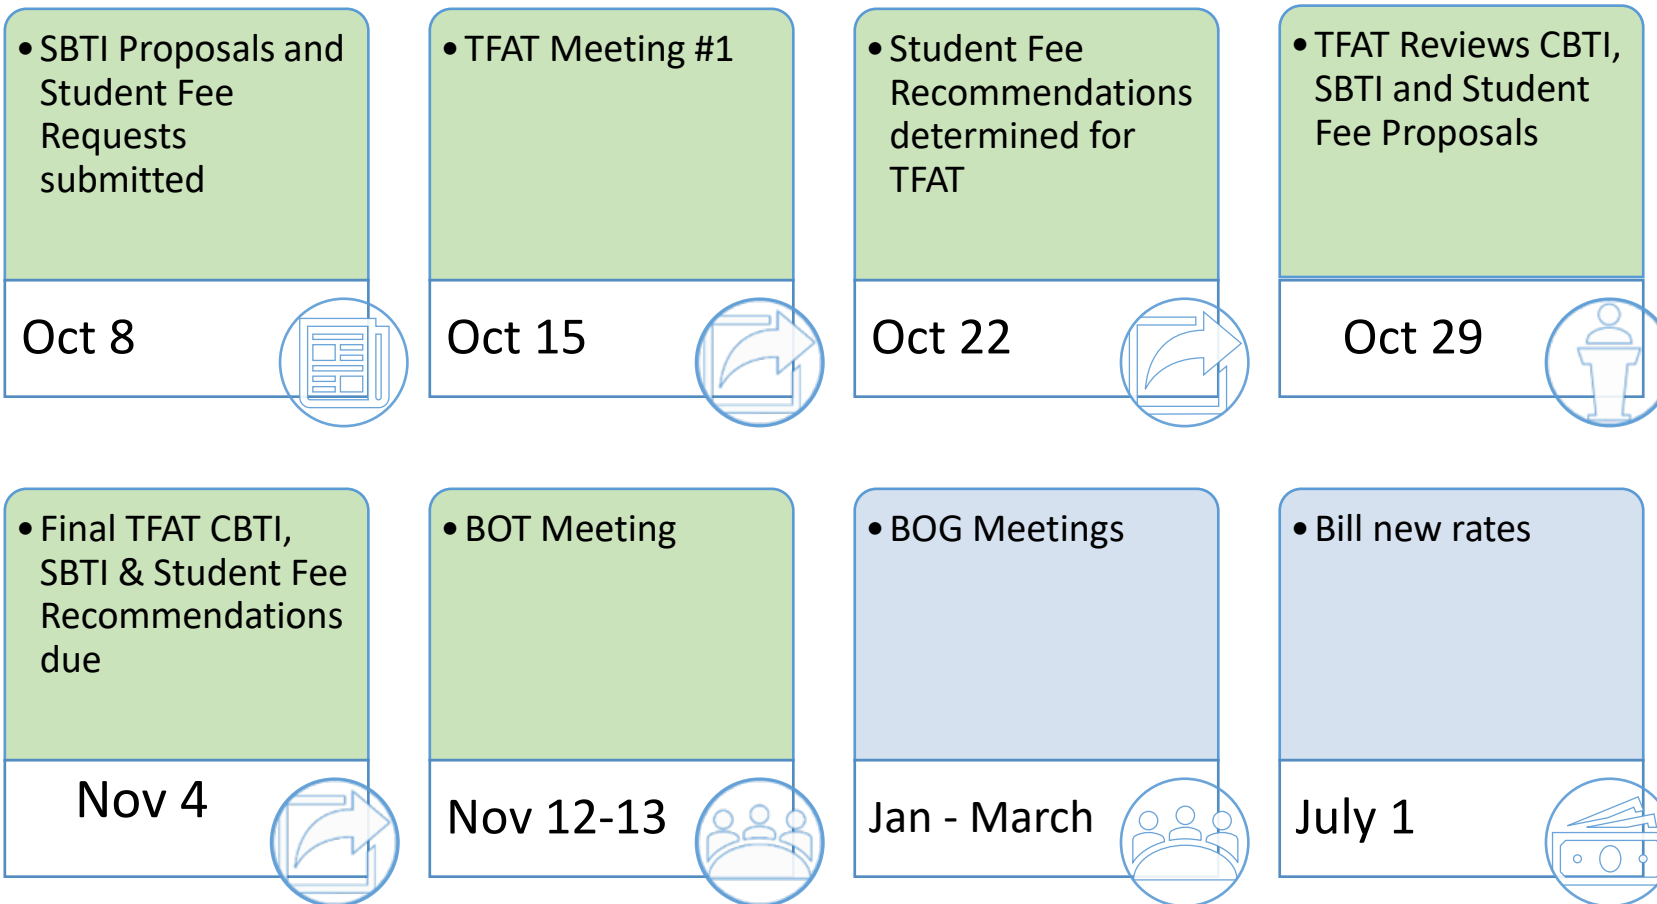 • SBTI Proposals and
Student Fee
Requests
submitted
Oct 8
• TFAT Meeting #1
Oct 15
• Student Fee
Recommendations
determined for
TFAT
Oct 22
• TFAT Reviews CBTI,
SBTI and Student
Fee Proposals
Oct 29
• Final TFAT CBTI,
SBTI & Student Fee
Recommendations
due
Nov 4
• BOT Meeting
Nov 12-13
• BOG Meetings
Jan - March
• Bill new rates
July 1